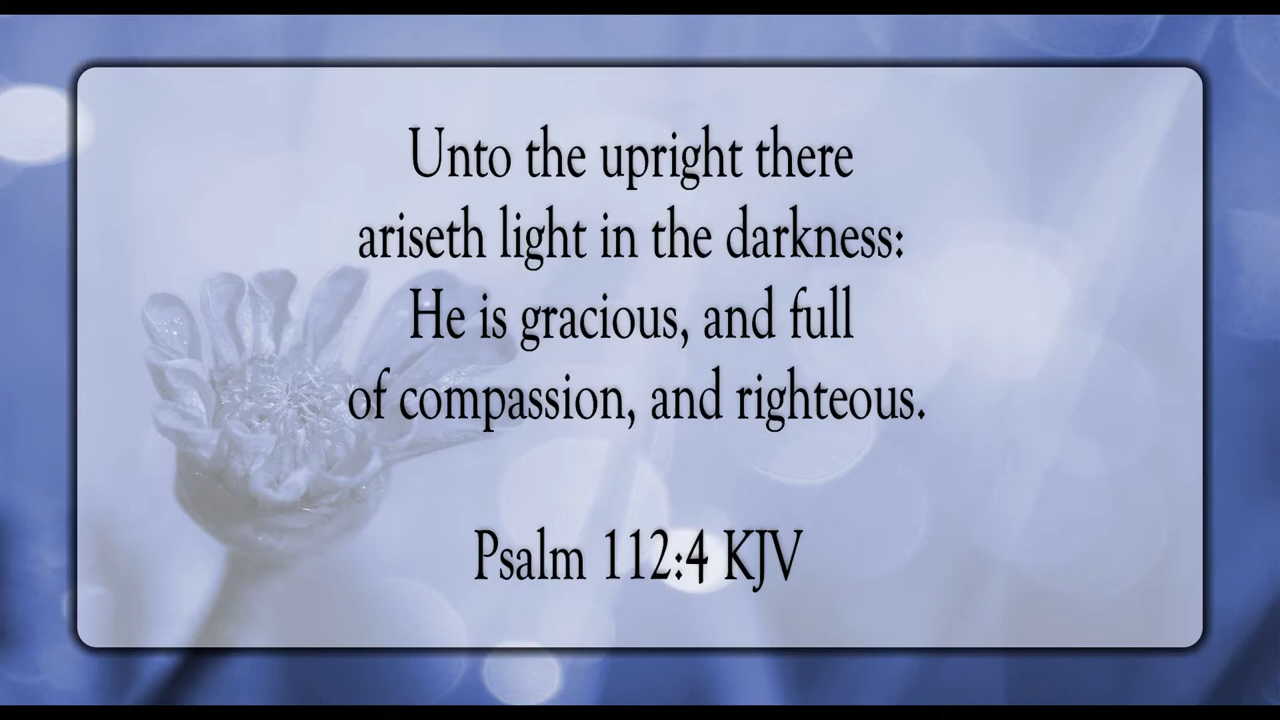 Unto the upright there
ariseth light in the darkness:
He is gracious, and full
of compassion, and righteous.
Psalm 112:4 KJV